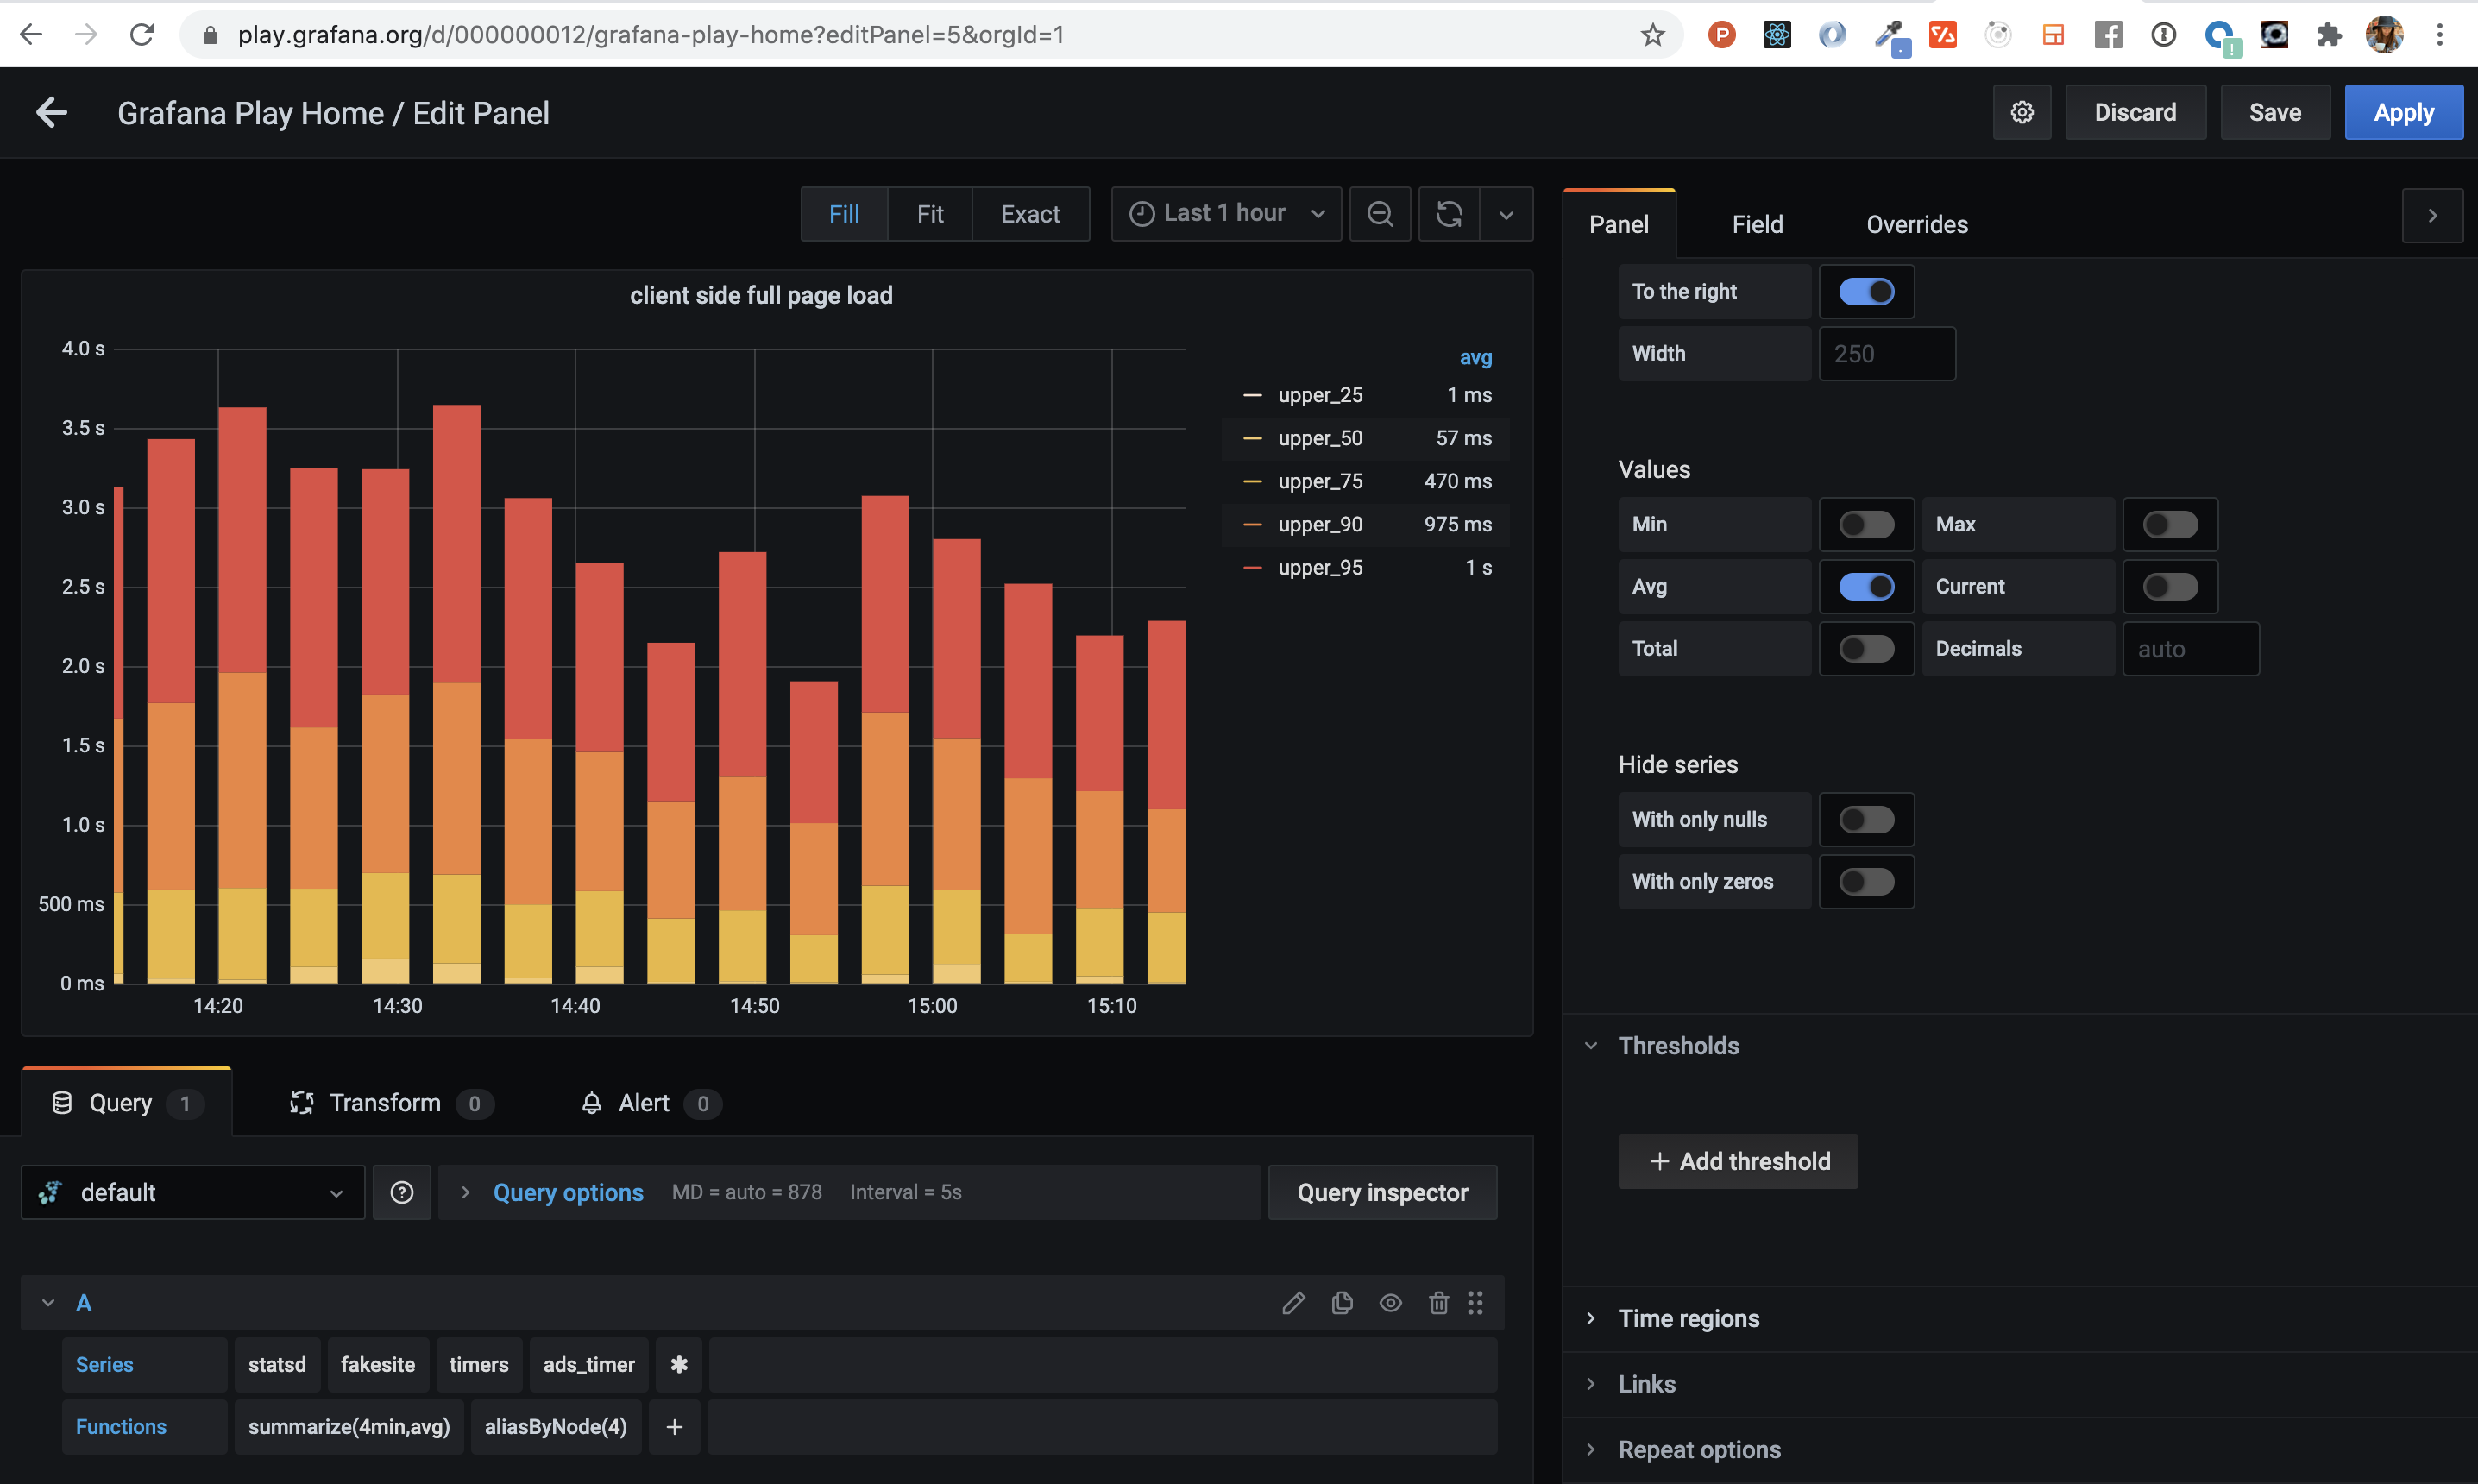 play.grafana.org/d/000000012/grafana-play-home?editPanel=5&orgId=1
Grafana Play Home / Edit Panel
Discard
Save
Apply
Fill
Fit
Exact
Last 1 hour
Panel
Field
Overrides
client side full page load
4.0 s
3.5 s
3.0 s
2.5 s
2.0 s
1.5 s
1.0 s
500 ms
0 ms
14:20
14:30
14:40
14:50
15:00
15:10
avg
upper_25 1 ms
upper_50 57 ms
upper_75 470 ms
upper_90 975 ms
upper_95 1 s
To the right
Width 250
Values
Min
Max
Avg
Current
Total
Decimals auto
Hide series
With only nulls
With only zeros
Thresholds
+ Add threshold
Time regions
Links
Repeat options
Query 1
Transform 0
Alert 0
default
Query options MD = auto = 878 Interval = 5s
Query inspector
A
Series statsd fakesite timers ads_timer *
Functions summarize(4min,avg) aliasByNode(4) +